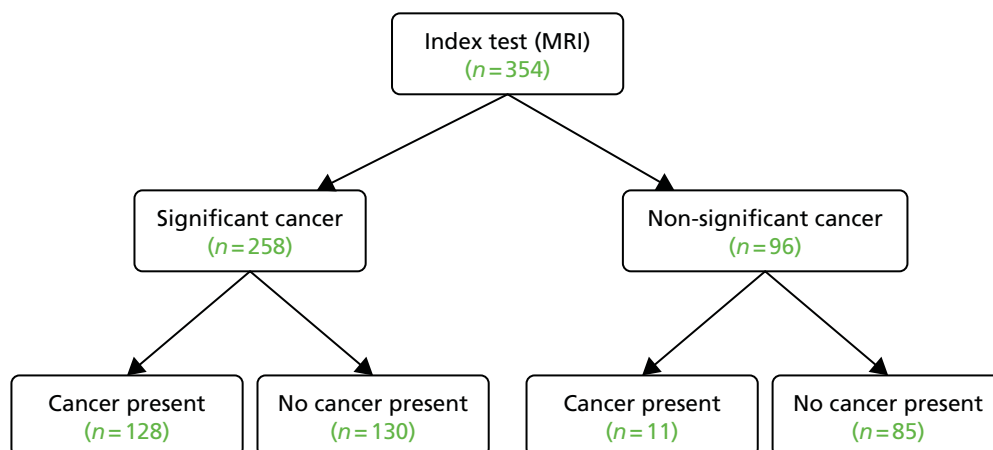 Index test (MRI)
(n=354)
Significant cancer
(n=258)
Non-significant cancer
(n=96)
Cancer present
(n=128)
No cancer present
(n=130)
Cancer present
(n=11)
No cancer present
(n=85)